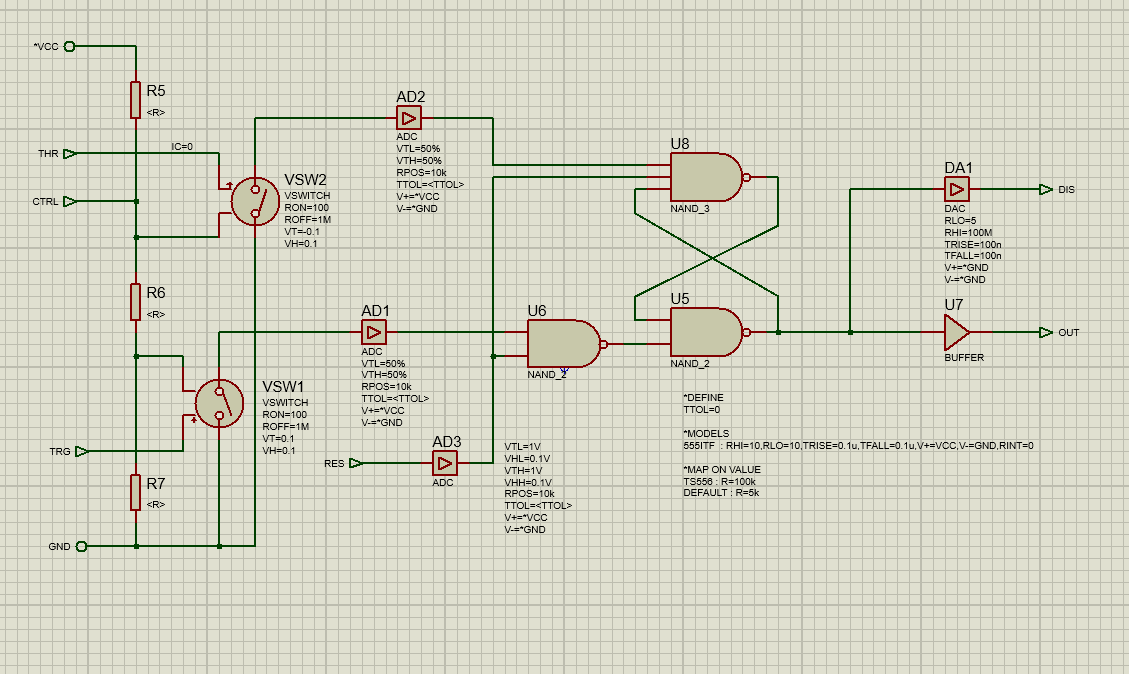 *VCC
R5
<R>
THR
IC=0
CTRL
VSW2
VSWITCH
RON=100
ROFF=1M
VT=-0.1
VH=0.1
AD2
ADC
VTL=50%
VTH=50%
RPOS=10k
TTOL=<TTOL>
V+=*VCC
V-=*GND
U8
NAND_3
DA1
DAC
RLO=5
RHI=100M
TRISE=100n
TFALL=100n
V+=*GND
V-=*GND
DIS
R6
<R>
AD1
ADC
VTL=50%
VTH=50%
RPOS=10k
TTOL=<TTOL>
V+=*VCC
V-=*GND
U6
NAND_2
U5
NAND_2
U7
BUFFER
OUT
VSW1
VSWITCH
RON=100
ROFF=1M
VT=0.1
VH=0.1
TRG
R7
<R>
GND
RES
AD3
ADC
VTL=1V
VHL=0.1V
VTH=1V
VHH=0.1V
RPOS=10k
TTOL=<TTOL>
V+=*VCC
V-=*GND
*DEFINE
TTOL=0
*MODELS
555ITF : RHI=10,RLO=10,TRISE=0.1u,TFALL=0.1u,V+=VCC,V-=GND,RINT=0
*MAP ON VALUE
TS556 : R=100k
DEFAULT : R=5k